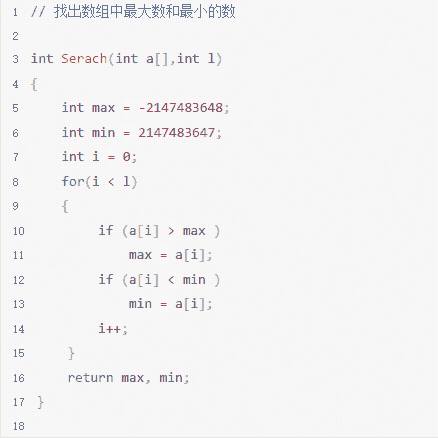 1 // 找出数组中最大数和最小的数
2
3 int Serach(int a[],int l)
4 {
5     int max = -2147483648;
6     int min = 2147483647;
7     int i = 0;
8     for(i < l)
9     {
10         if (a[i] > max )
11             max = a[i];
12         if (a[i] < min )
13             min = a[i];
14         i++;
15     }
16     return max, min;
17 }
18